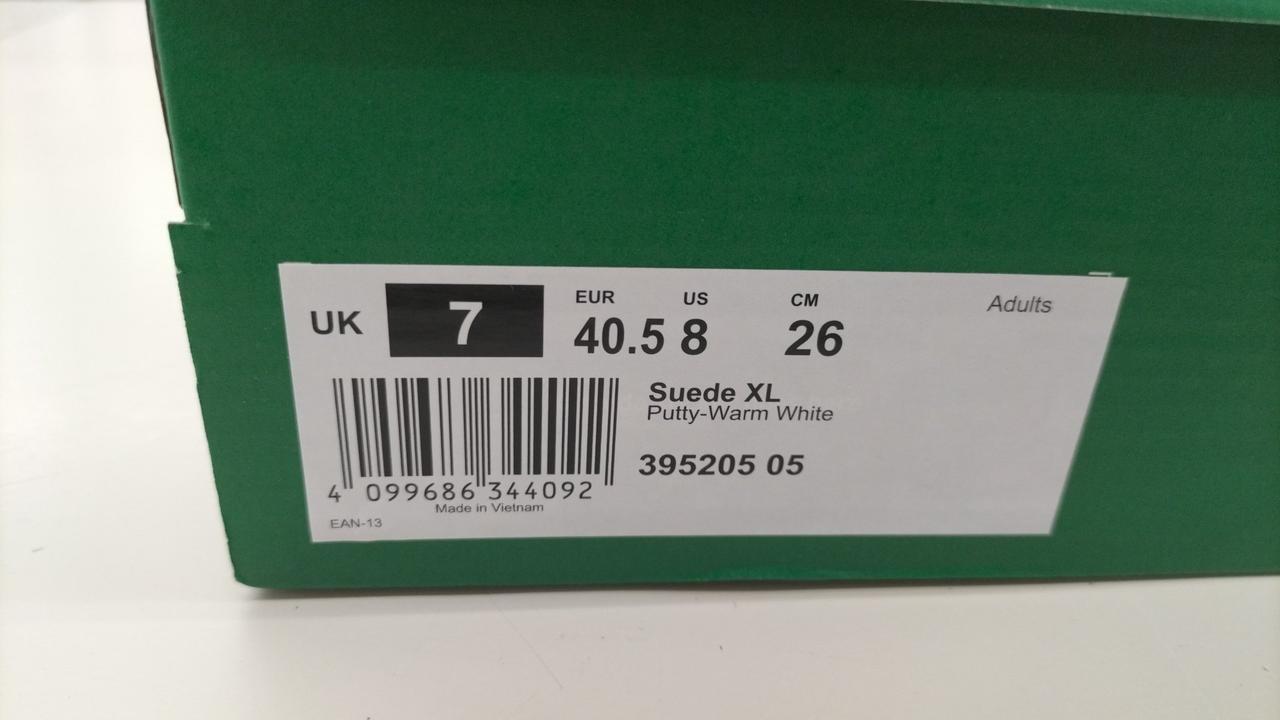 UK 7 EUR 40.5 US 8 CM 26 Adults
Suede XL
Putty-Warm White
395205 05
4 099686 344092
Made in Vietnam
EAN-13